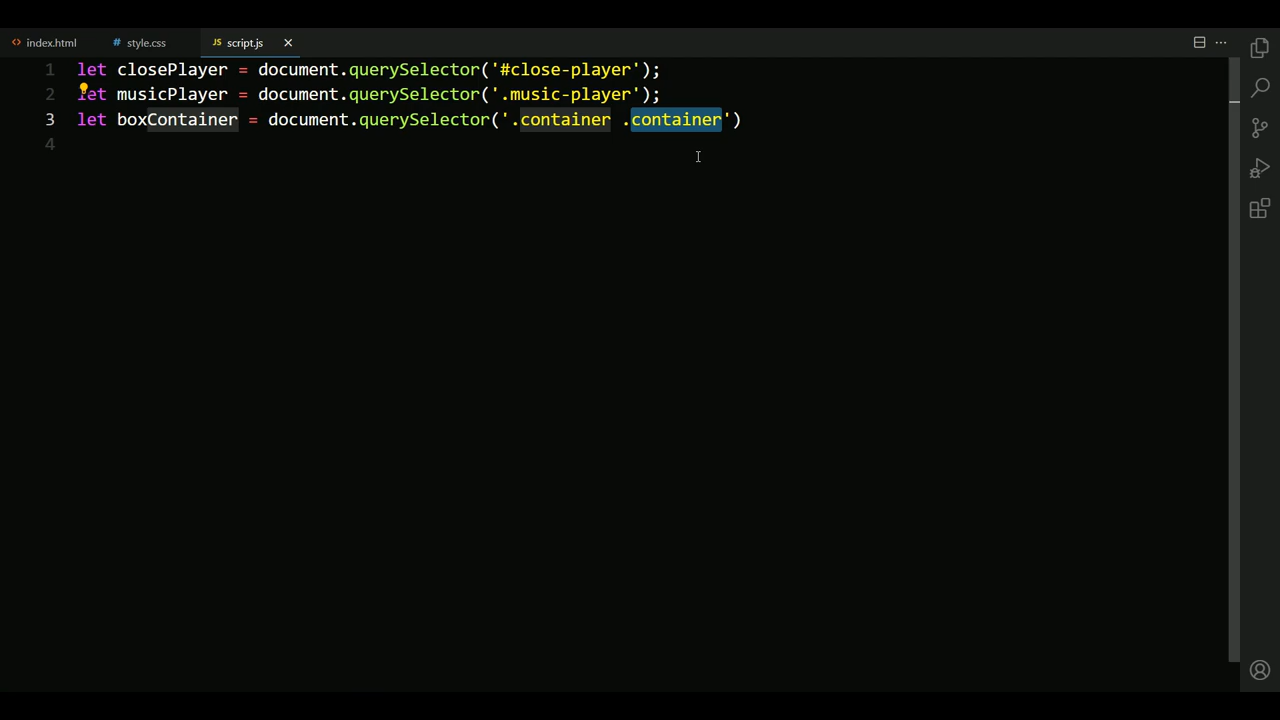 <> index.html # style.css JS script.js
1 let closePlayer = document.querySelector('#close-player');
2 let musicPlayer = document.querySelector('.music-player');
3 let boxContainer = document.querySelector('.container .container')
4